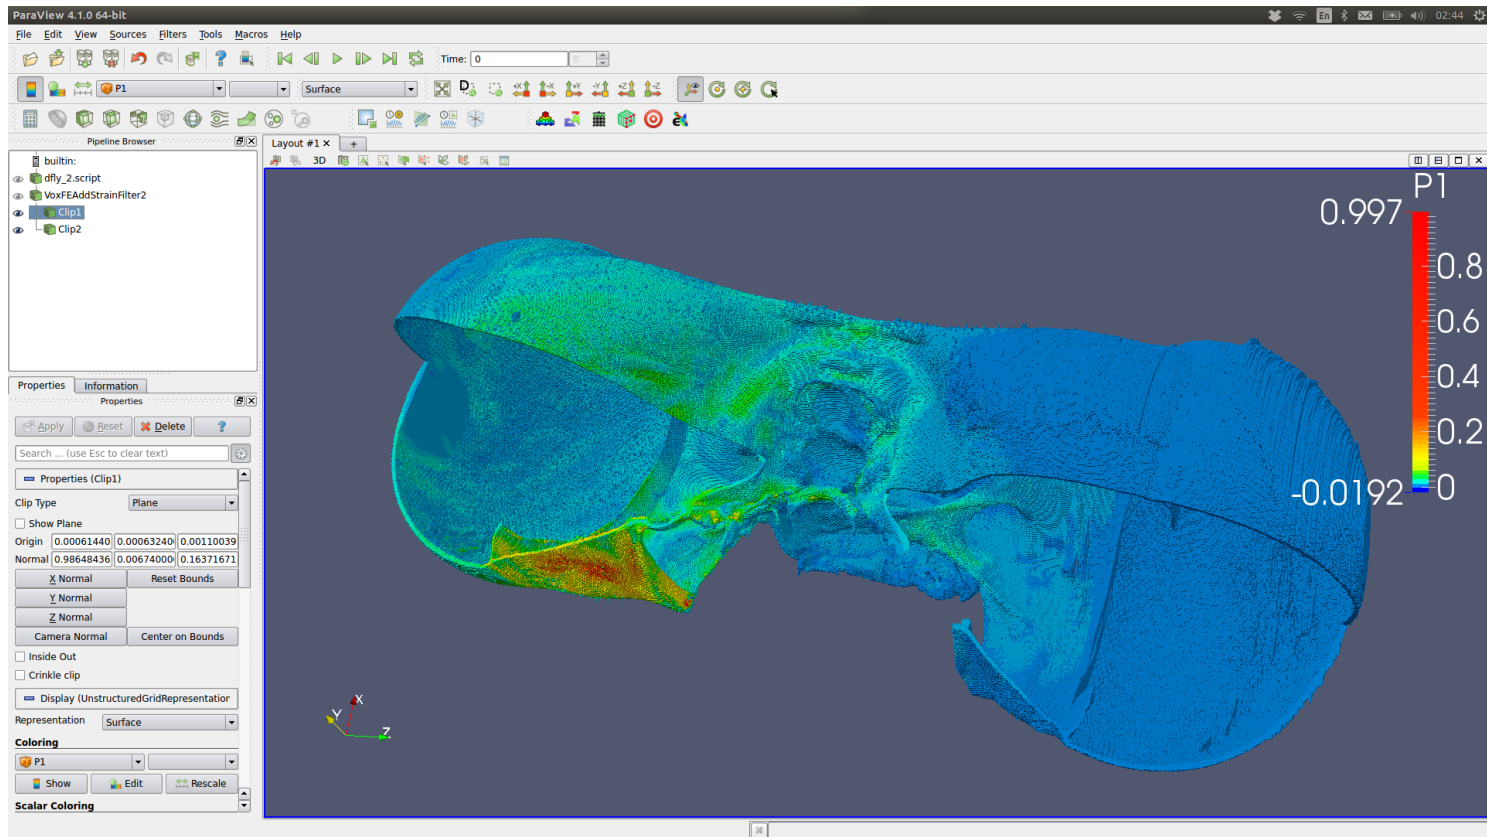 ParaView 4.1.0 64-bit
En
02:44
File Edit View Sources Filters Tools Macros Help
Time: 0
0
P1
Surface
+X -X +Y -Y +Z -Z
Pipeline Browser
builtin:
dfly_2.script
VoxFEAddStrainFilter2
Clip1
Clip2
Layout #1
3D
P1
0.997
0.8
0.6
0.4
0.2
0
-0.0192
X
Y
Z
Properties Information
Properties
Apply Reset Delete ?
Search ... (use Esc to clear text)
Properties (Clip1)
Clip Type Plane
Show Plane
Origin 0.00061440 0.00063240 0.00110039
Normal 0.98648436 0.00674000 0.16371671
X Normal Reset Bounds
Y Normal
Z Normal
Camera Normal Center on Bounds
Inside Out
Crinkle clip
Display (UnstructuredGridRepresentation
Representation Surface
Coloring
P1
Show Edit Rescale
Scalar Coloring